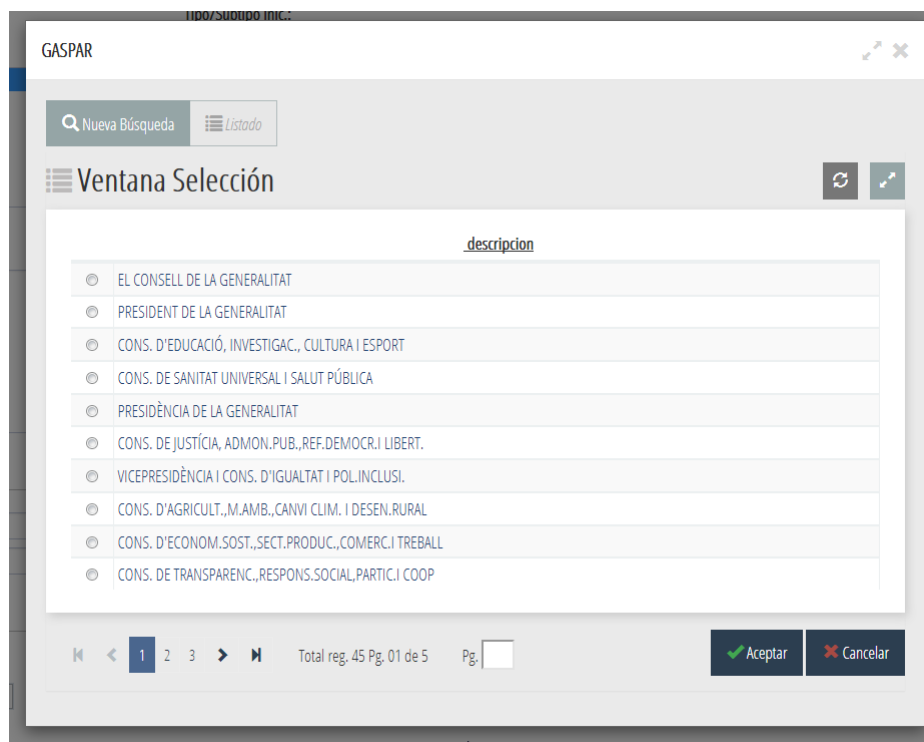 Tipo/Subtipo Inic.:
GASPAR
Nueva Búsqueda
Listado
Ventana Selección
descripcion
EL CONSELL DE LA GENERALITAT
PRESIDENT DE LA GENERALITAT
CONS. D'EDUCACIÓ, INVESTIGAC., CULTURA I ESPORT
CONS. DE SANITAT UNIVERSAL I SALUT PÚBLICA
PRESIDÈNCIA DE LA GENERALITAT
CONS. DE JUSTÍCIA, ADMON.PUB.,REF.DEMOCR.I LIBERT.
VICEPRESIDÈNCIA I CONS. D'IGUALTAT I POL.INCLUSI.
CONS. D'AGRICULT.,M.AMB.,CANVI CLIM. I DESEN.RURAL
CONS. D'ECONOM.SOST.,SECT.PRODUC.,COMERC.I TREBALL
CONS. DE TRANSPARENC.,RESPONS.SOCIAL,PARTIC.I COOP
1 2 3 Total reg. 45 Pg. 01 de 5 Pg. Aceptar Cancelar